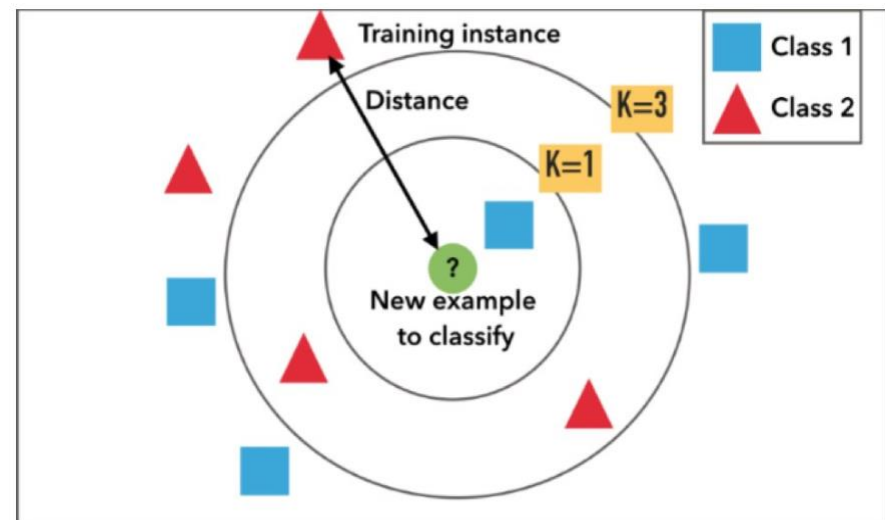 Training instance
Class 1
Distance
K=3
Class 2
K=1
?
New example
to classify